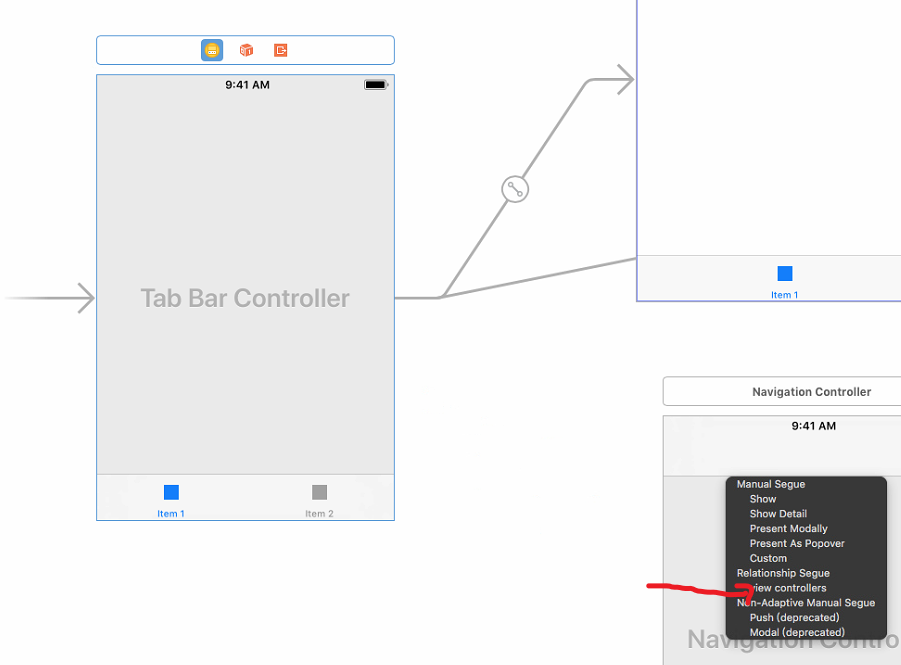 9:41 AM
Tab Bar Controller
Item 1
Item 2
Item 1
Navigation Controller
9:41 AM
Manual Segue
Show
Show Detail
Present Modally
Present As Popover
Custom
Relationship Segue
view controllers
Non-Adaptive Manual Segue
Push (deprecated)
Modal (deprecated)